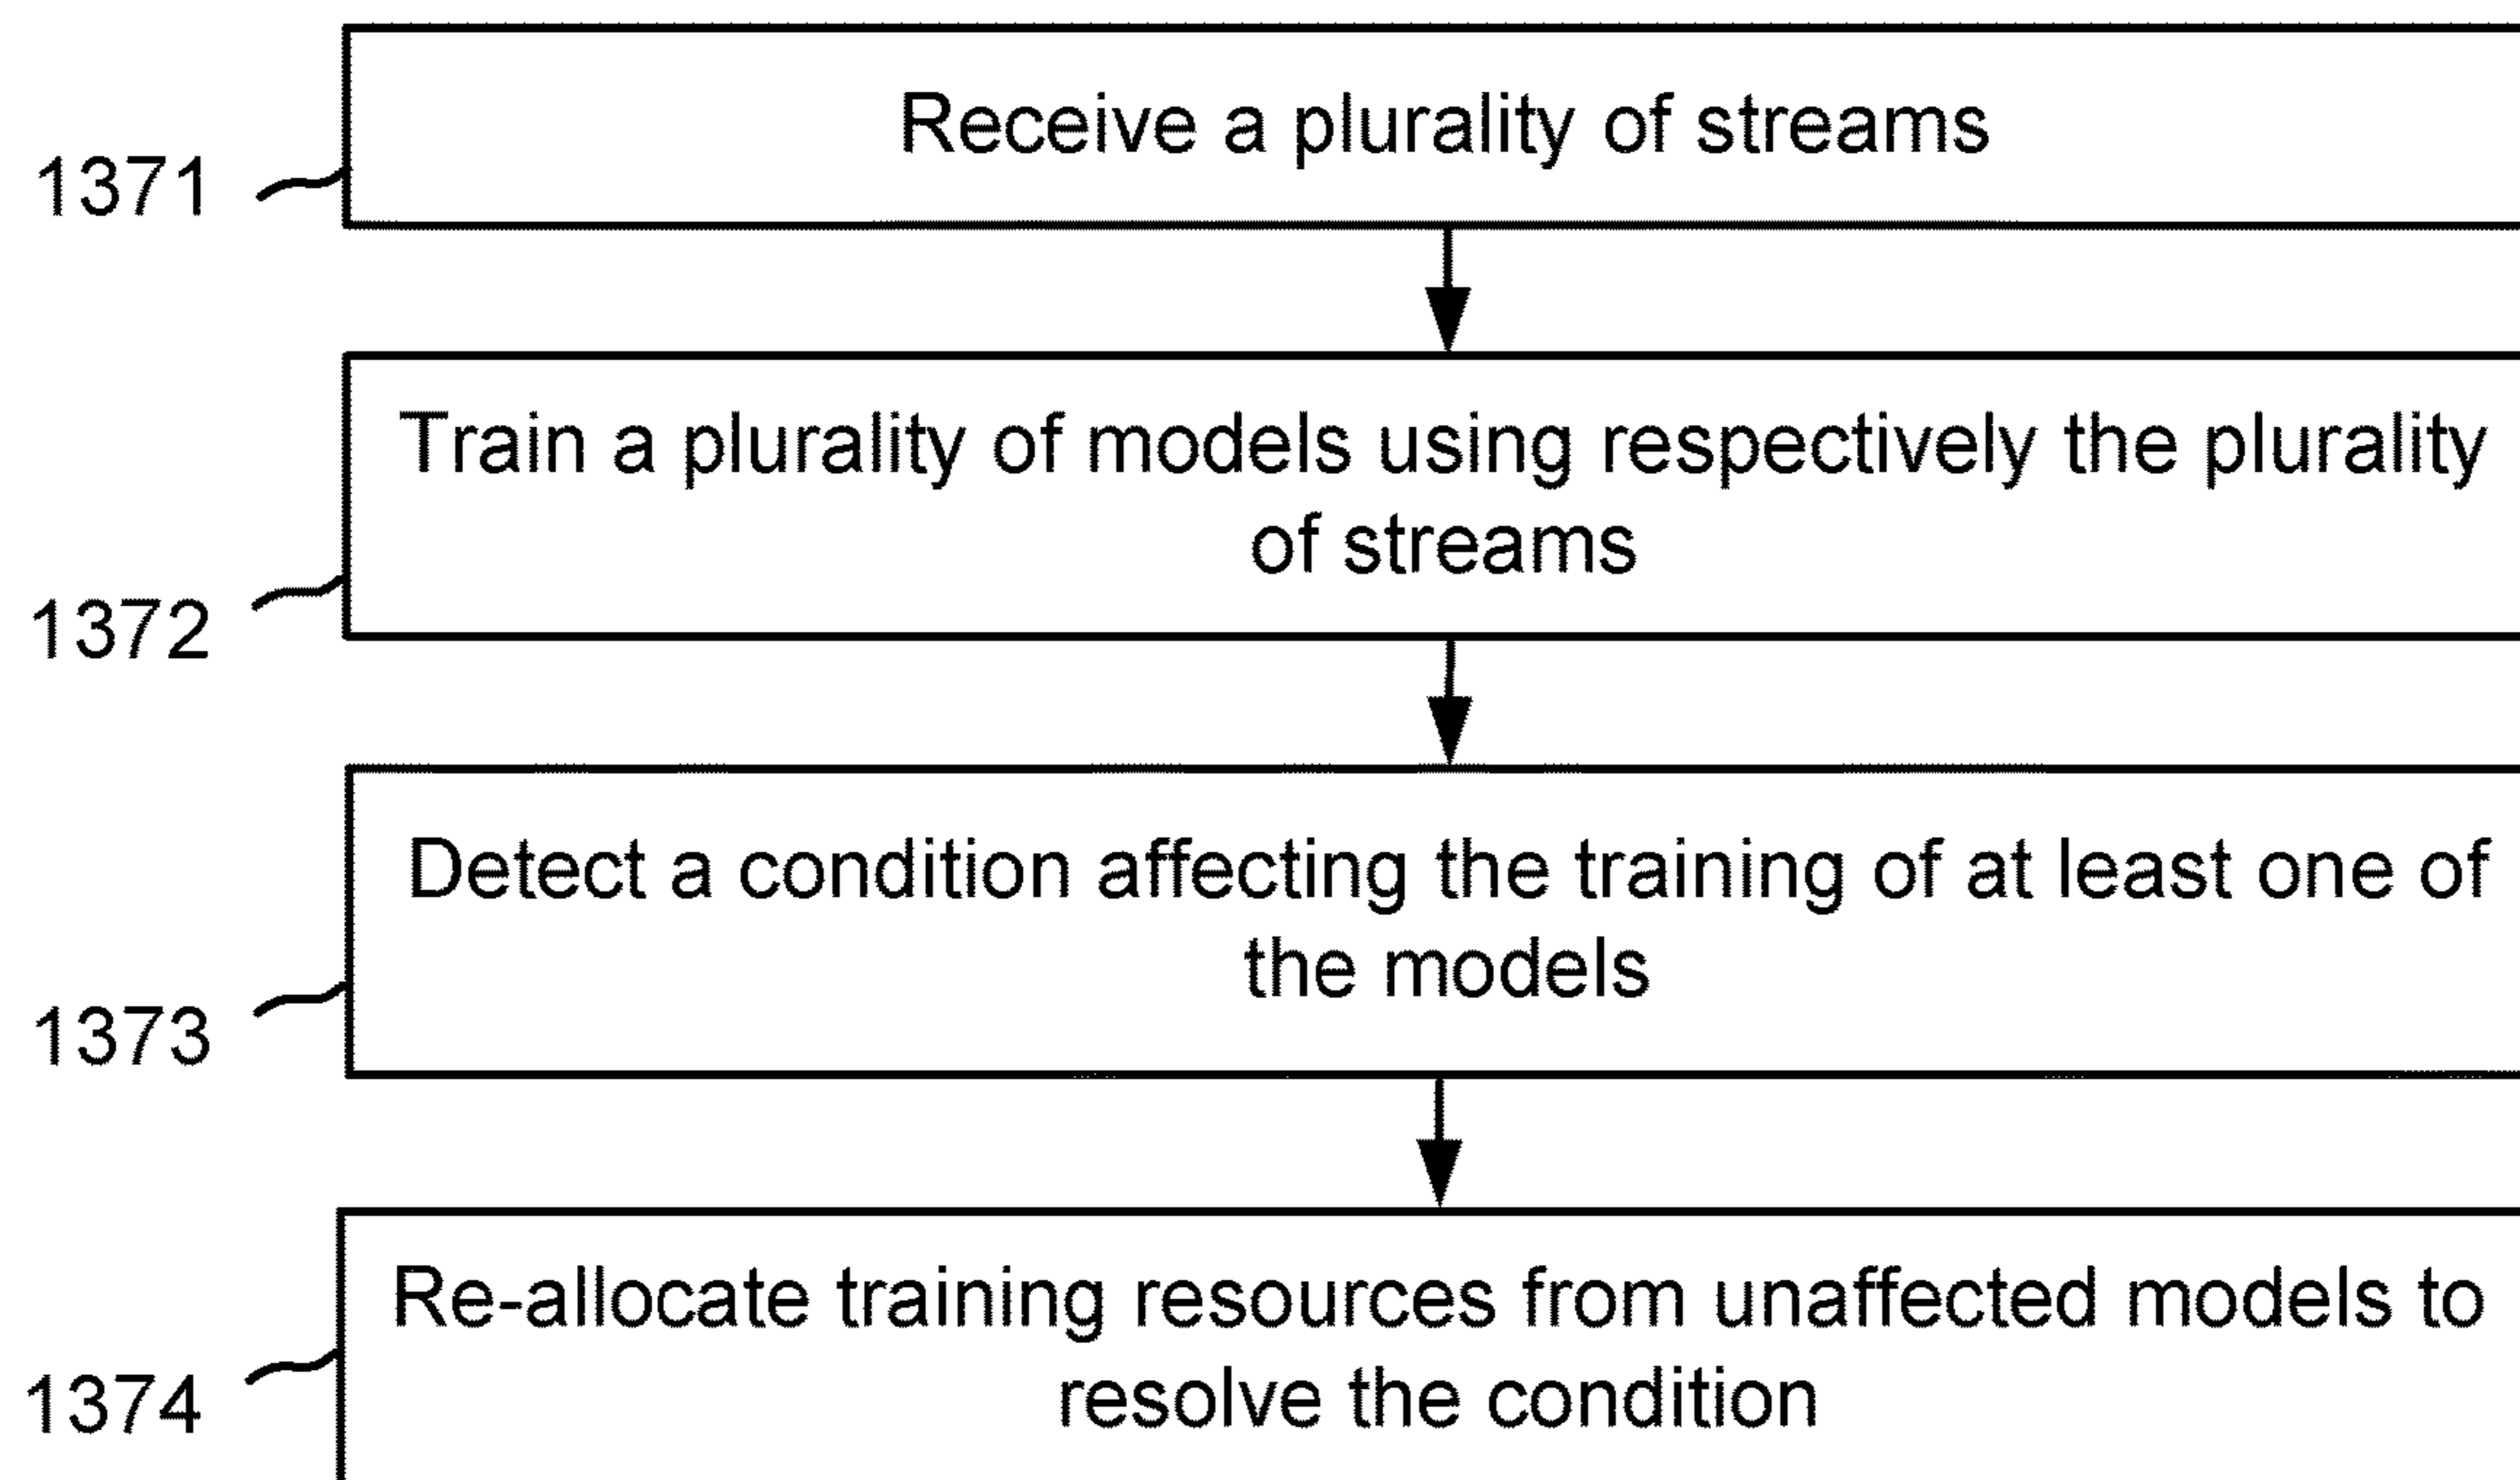 Receive a plurality of streams
1371
Train a plurality of models using respectively the plurality
of streams
1372
Detect a condition affecting the training of at least one of
the models
1373
Re-allocate training resources from unaffected models to
resolve the condition
1374